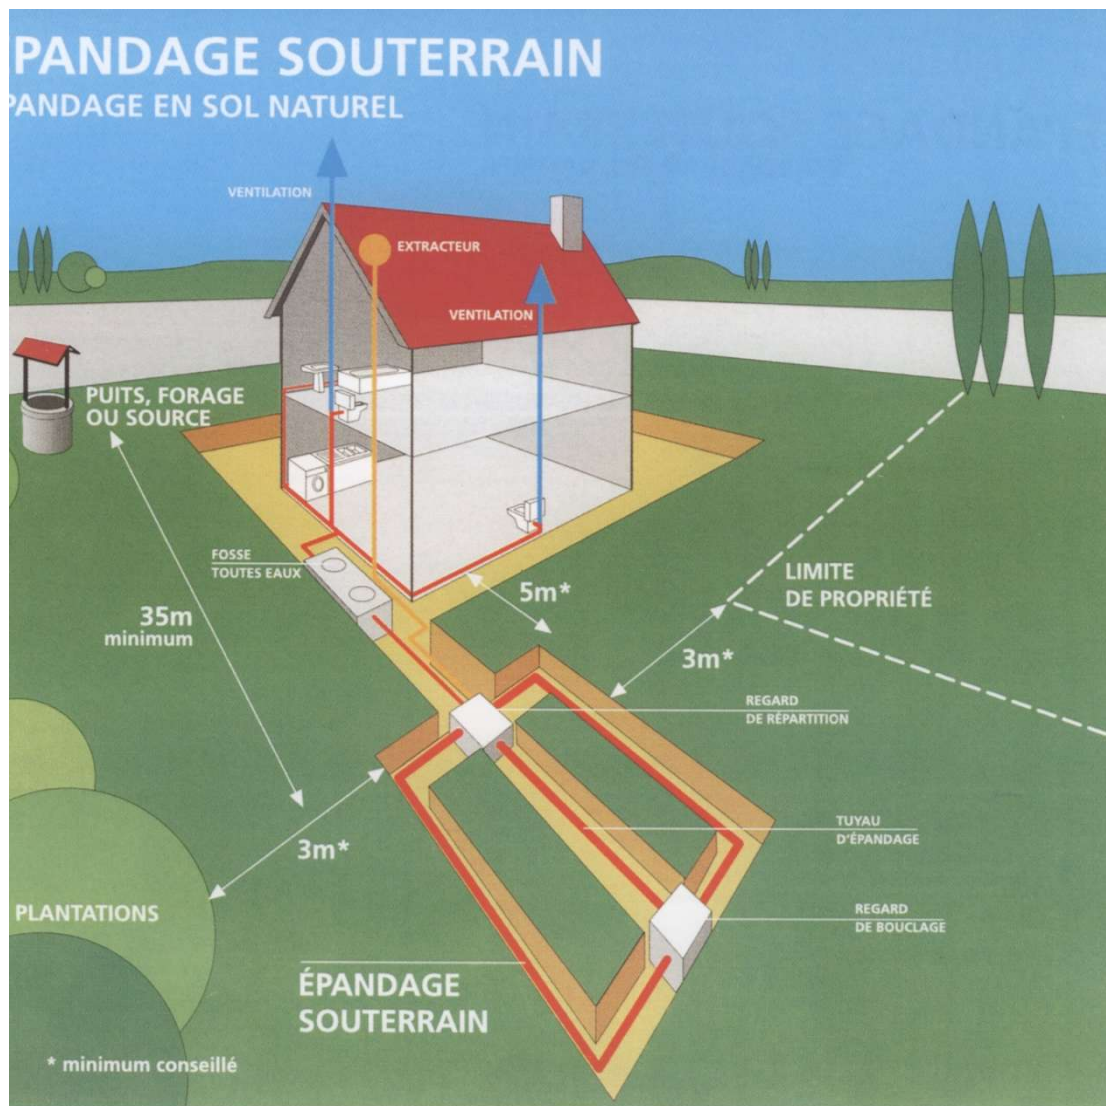 PANDAGE SOUTERRAIN
PANDAGE EN SOL NATUREL
VENTILATION
EXTRACTEUR
VENTILATION
PUITS, FORAGE
OU SOURCE
FOSSE
TOUTES EAUX
5m*
LIMITE
DE PROPRIÉTÉ
35m
minimum
3m*
REGARD
DE RÉPARTITION
TUYAU
D'ÉPANDAGE
3m*
PLANTATIONS
REGARD
DE BOUCLAGE
ÉPANDAGE
SOUTERRAIN
* minimum conseillé